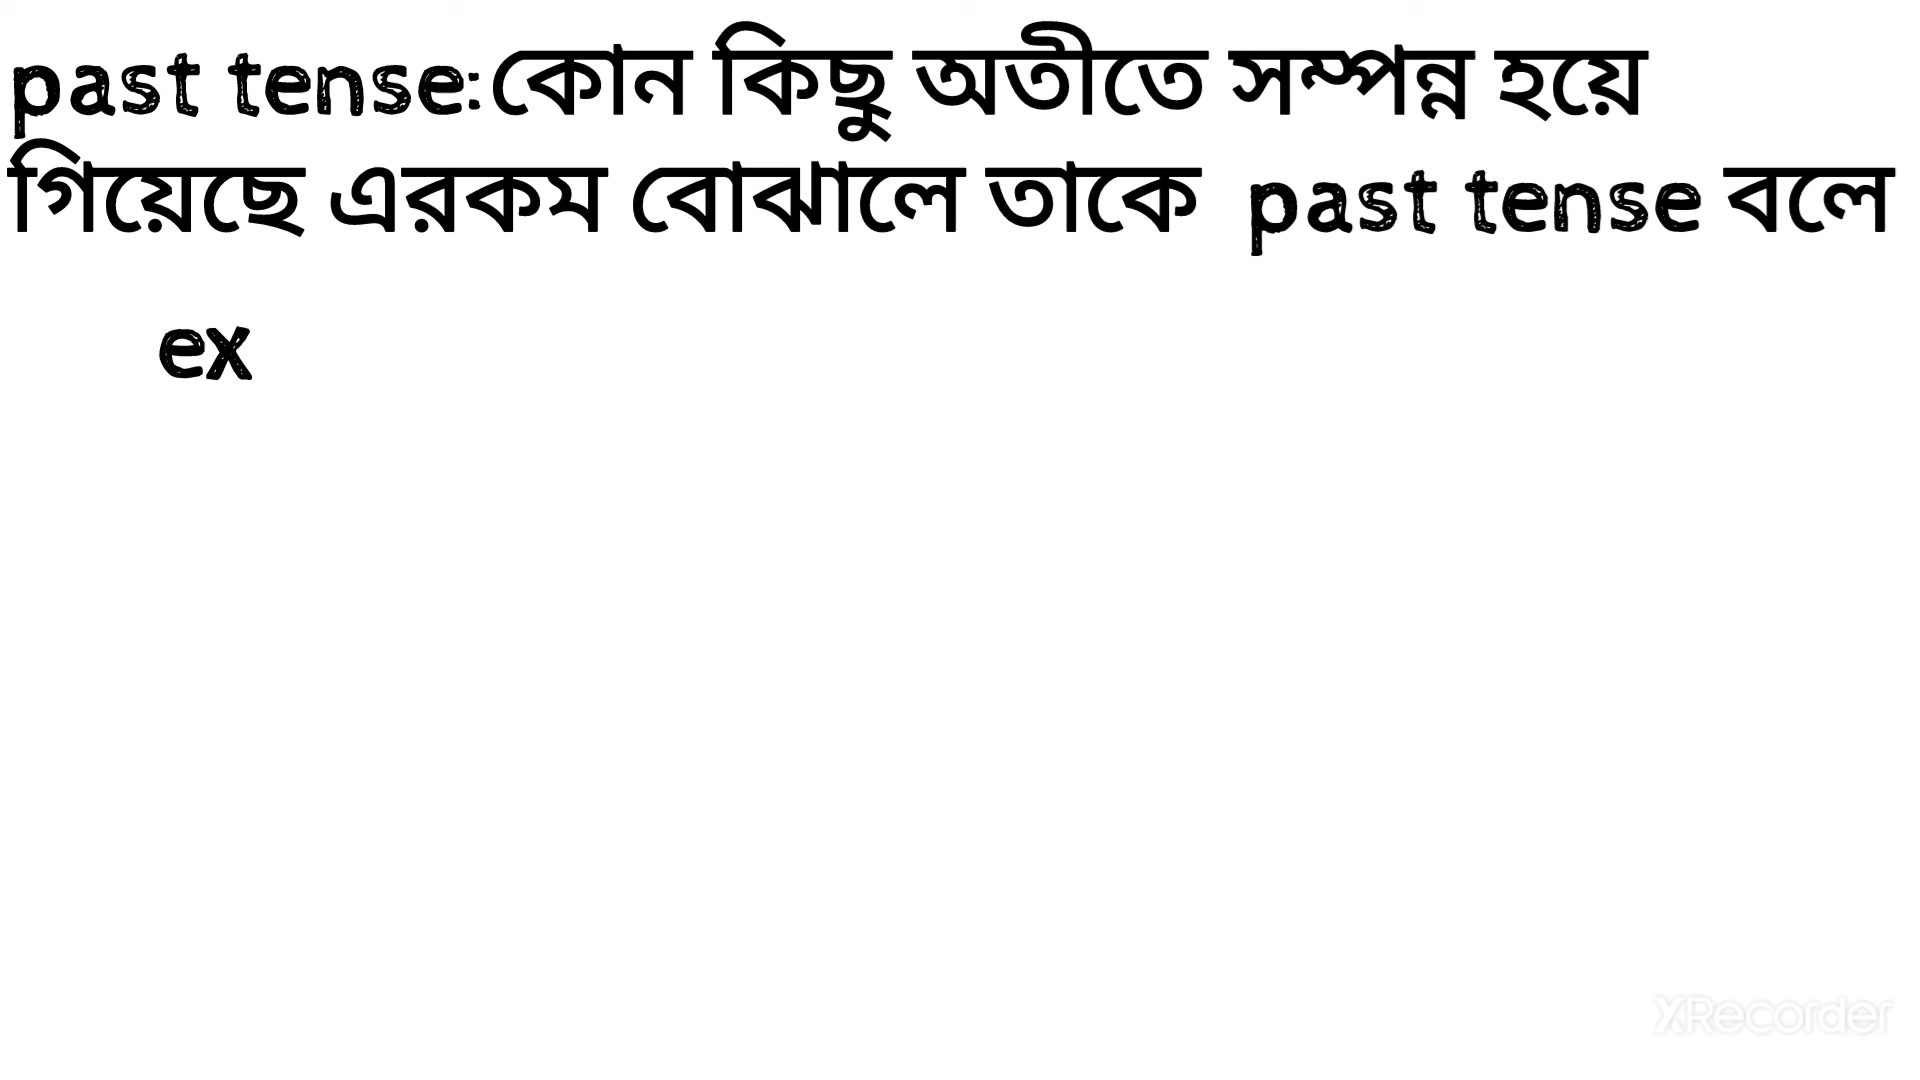 past tense:কোন কিছু অতীতে সম্পন্ন হয়ে
গিয়েছে এরকম বোঝালে তাকে past tense বলে
ex
XRecorder